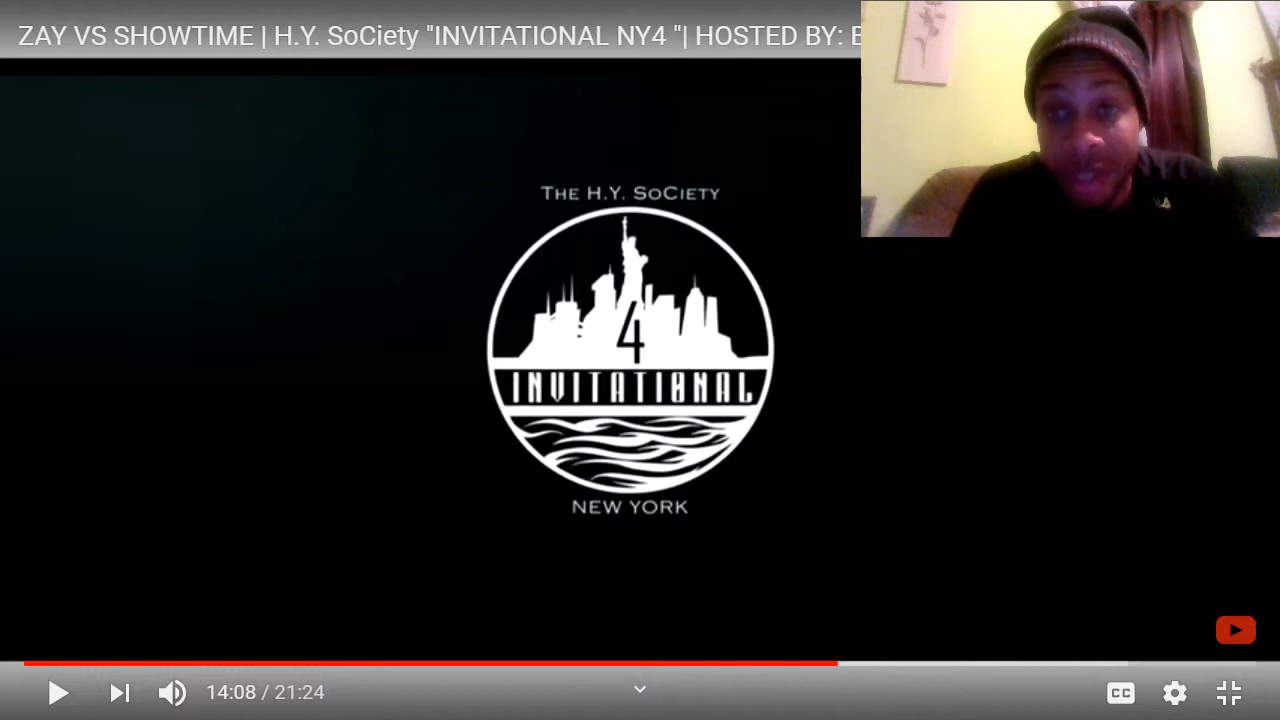 ZAY VS SHOWTIME | H.Y. SoCiety "INVITATIONAL NY4 "| HOSTED BY:
THE H.Y. SOCIETY
4
INVITATIONAL
NEW YORK
14:08 / 21:24
CC